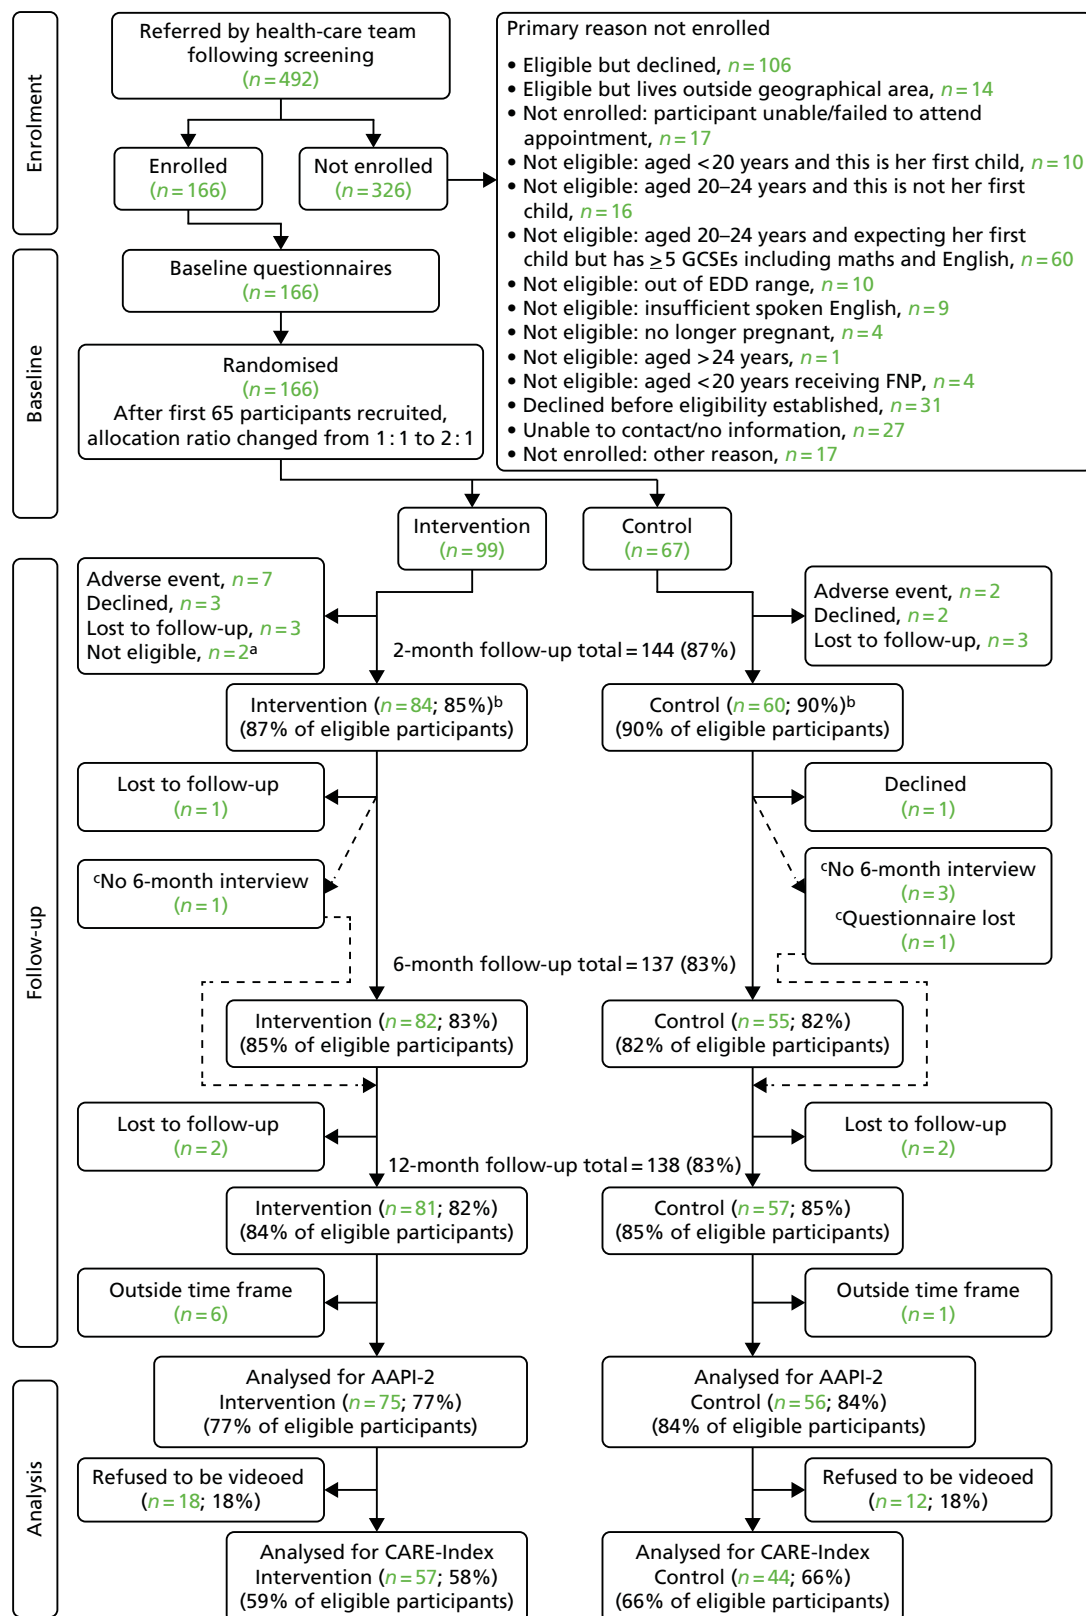 Enrolment
Referred by health-care team
following screening
(n=492)
Enrolled
(n=166)
Not enrolled
(n=326)
Primary reason not enrolled
• Eligible but declined, n=106
• Eligible but lives outside geographical area, n=14
• Not enrolled: participant unable/failed to attend
appointment, n=17
• Not eligible: aged <20 years and this is her first child, n=10
• Not eligible: aged 20–24 years and this is not her first
child, n=16
• Not eligible: aged 20–24 years and expecting her first
child but has ≥5 GCSEs including maths and English, n=60
• Not eligible: out of EDD range, n=10
• Not eligible: insufficient spoken English, n=9
• Not eligible: no longer pregnant, n=4
• Not eligible: aged >24 years, n=1
• Not eligible: aged <20 years receiving FNP, n=4
• Declined before eligibility established, n=31
• Unable to contact/no information, n=27
• Not enrolled: other reason, n=17
Baseline
Baseline questionnaires
(n=166)
Randomised
(n=166)
After first 65 participants recruited,
allocation ratio changed from 1:1 to 2:1
Intervention
(n=99)
Control
(n=67)
Follow-up
Adverse event, n=7
Declined, n=3
Lost to follow-up, n=3
Not eligible, n=2a
Adverse event, n=2
Declined, n=2
Lost to follow-up, n=3
2-month follow-up total=144 (87%)
Intervention (n=84; 85%)b
(87% of eligible participants)
Control (n=60; 90%)b
(90% of eligible participants)
Lost to follow-up
(n=1)
Declined
(n=1)
cNo 6-month interview
(n=1)
cNo 6-month interview
(n=3)
cQuestionnaire lost
(n=1)
6-month follow-up total=137 (83%)
Intervention (n=82; 83%)
(85% of eligible participants)
Control (n=55; 82%)
(82% of eligible participants)
Lost to follow-up
(n=2)
Lost to follow-up
(n=2)
12-month follow-up total=138 (83%)
Intervention (n=81; 82%)
(84% of eligible participants)
Control (n=57; 85%)
(85% of eligible participants)
Outside time frame
(n=6)
Outside time frame
(n=1)
Analysis
Analysed for AAPI-2
Intervention (n=75; 77%)
(77% of eligible participants)
Analysed for AAPI-2
Control (n=56; 84%)
(84% of eligible participants)
Refused to be videoed
(n=18; 18%)
Refused to be videoed
(n=12; 18%)
Analysed for CARE-Index
Intervention (n=57; 58%)
(59% of eligible participants)
Analysed for CARE-Index
Control (n=44; 66%)
(66% of eligible participants)